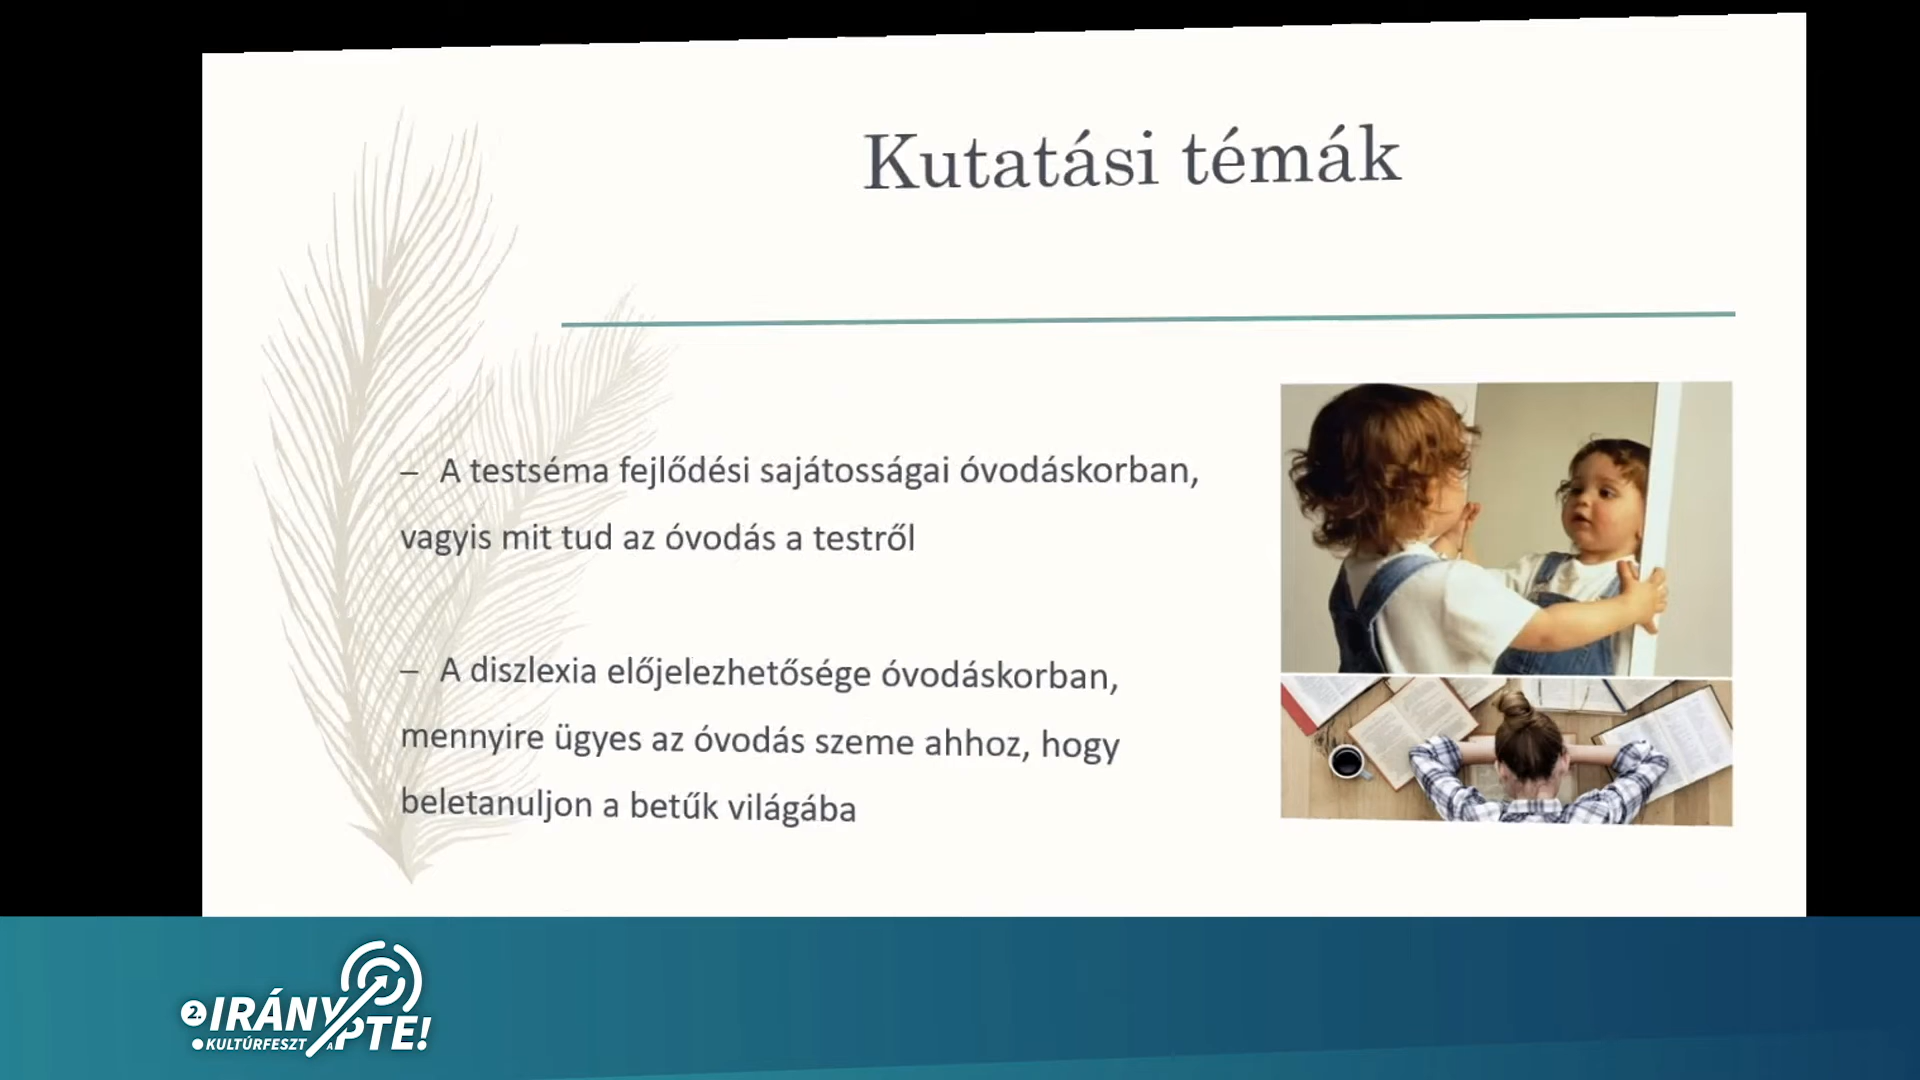 Kutatási témák
– A testséma fejlődési sajátosságai óvodáskorban,
vagyis mit tud az óvodás a testről
– A diszlexia előjelezhetősége óvodáskorban,
mennyire ügyes az óvodás szeme ahhoz, hogy
beletanuljon a betűk világába
2. IRÁNY
A PTE!
KULTÚRFESZT